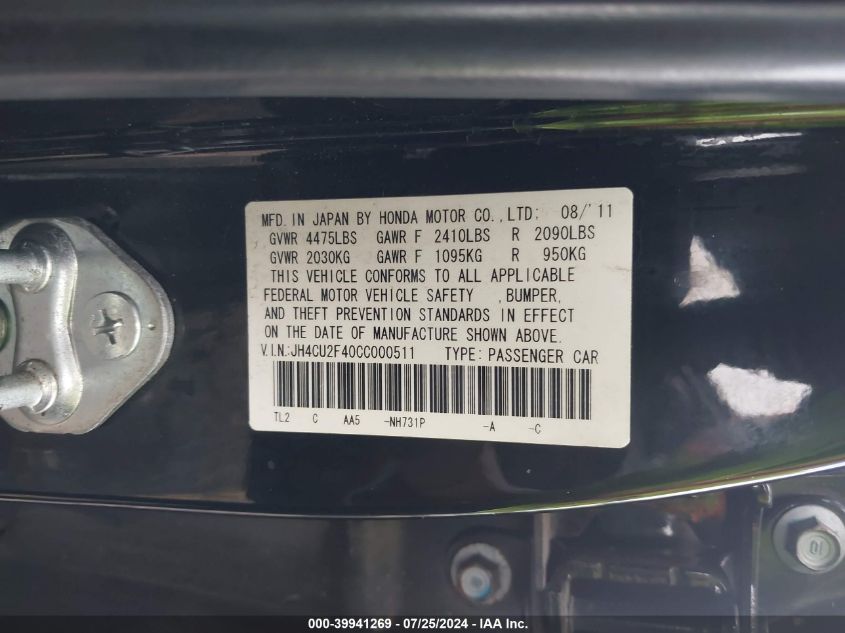 MFD. IN JAPAN BY HONDA MOTOR CO.,LTD: 08/'11
GVWR 4475LBS GAWR F 2410LBS R 2090LBS
GVWR 2030KG GAWR F 1095KG R 950KG
THIS VEHICLE CONFORMS TO ALL APPLICABLE
FEDERAL MOTOR VEHICLE SAFETY ,BUMPER,
AND THEFT PREVENTION STANDARDS IN EFFECT
ON THE DATE OF MANUFACTURE SHOWN ABOVE.
V.I.N:JH4CU2F40CC000511 TYPE: PASSENGER CAR
TL2 C AA5 -NH731P -A -C
000-39941269 - 07/25/2024 - IAA Inc.